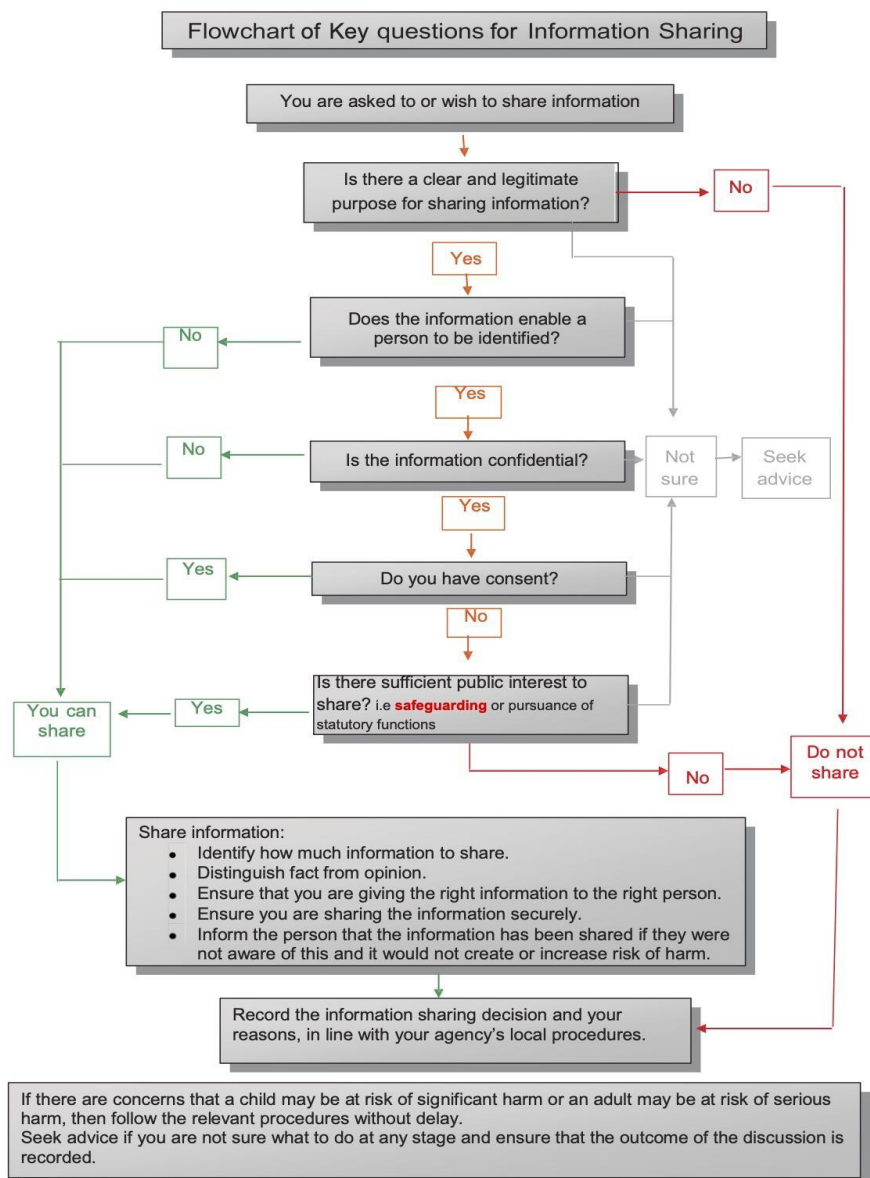 Flowchart of Key questions for Information Sharing
You are asked to or wish to share information
Is there a clear and legitimate
purpose for sharing information?
No
Yes
Does the information enable a
person to be identified?
No
Yes
Is the information confidential?
No
Not
sure
Seek
advice
Yes
Do you have consent?
Yes
No
Is there sufficient public interest to
share? i.e safeguarding or pursuance of
statutory functions
Yes
You can
share
No
Do not
share
Share information:
● Identify how much information to share.
● Distinguish fact from opinion.
● Ensure that you are giving the right information to the right person.
● Ensure you are sharing the information securely.
● Inform the person that the information has been shared if they were
not aware of this and it would not create or increase risk of harm.
Record the information sharing decision and your
reasons, in line with your agency’s local procedures.
If there are concerns that a child may be at risk of significant harm or an adult may be at risk of serious
harm, then follow the relevant procedures without delay.
Seek advice if you are not sure what to do at any stage and ensure that the outcome of the discussion is
recorded.